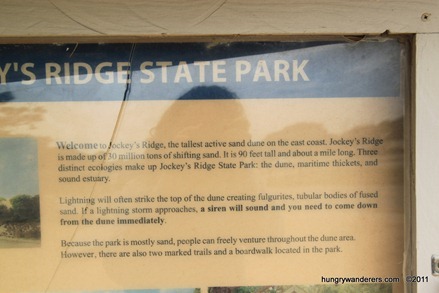 Y'S RIDGE STATE PARK
Welcome to Jockey's Ridge, the tallest active sand dune on the east coast. Jockey's Ridge
is made up of 30 million tons of shifting sand. It is 90 feet tall and about a mile long. Three
distinct ecologies make up Jockey's Ridge State Park: the dune, maritime thickets, and
sound estuary.
Lightning will often strike the top of the dune creating fulgurites, tubular bodies of fused
sand. If a lightning storm approaches, a siren will sound and you need to come down
from the dune immediately.
Because the park is mostly sand, people can freely venture throughout the dune area.
However, there are also two marked trails and a boardwalk located in the park.
hungrywanderers.com ©2011